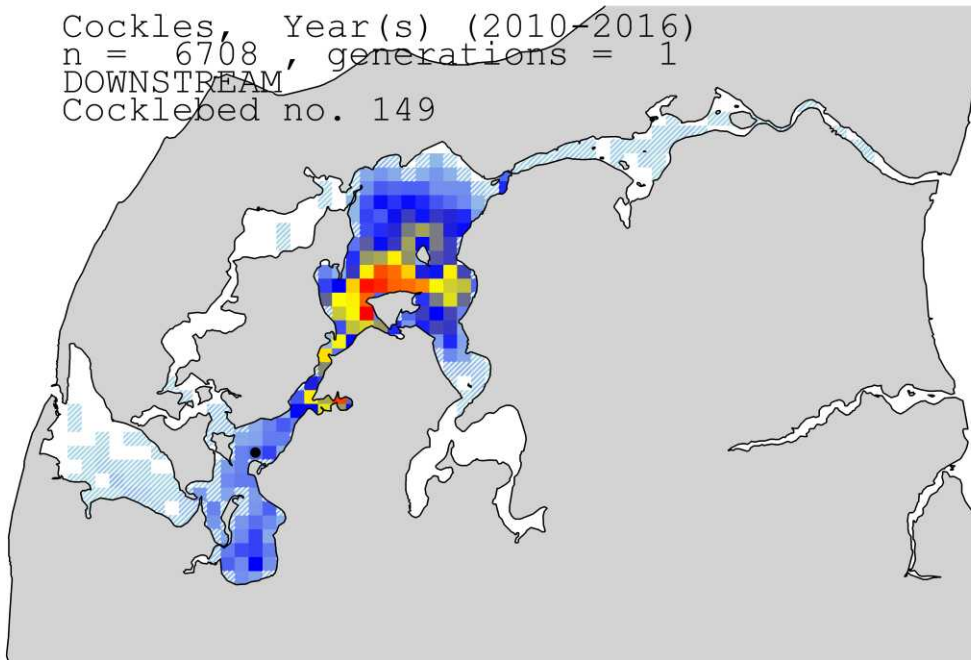 Cockles, Year(s) (2010-2016)
n = 6708 , generations = 1
DOWNSTREAM
Cocklebed no. 149